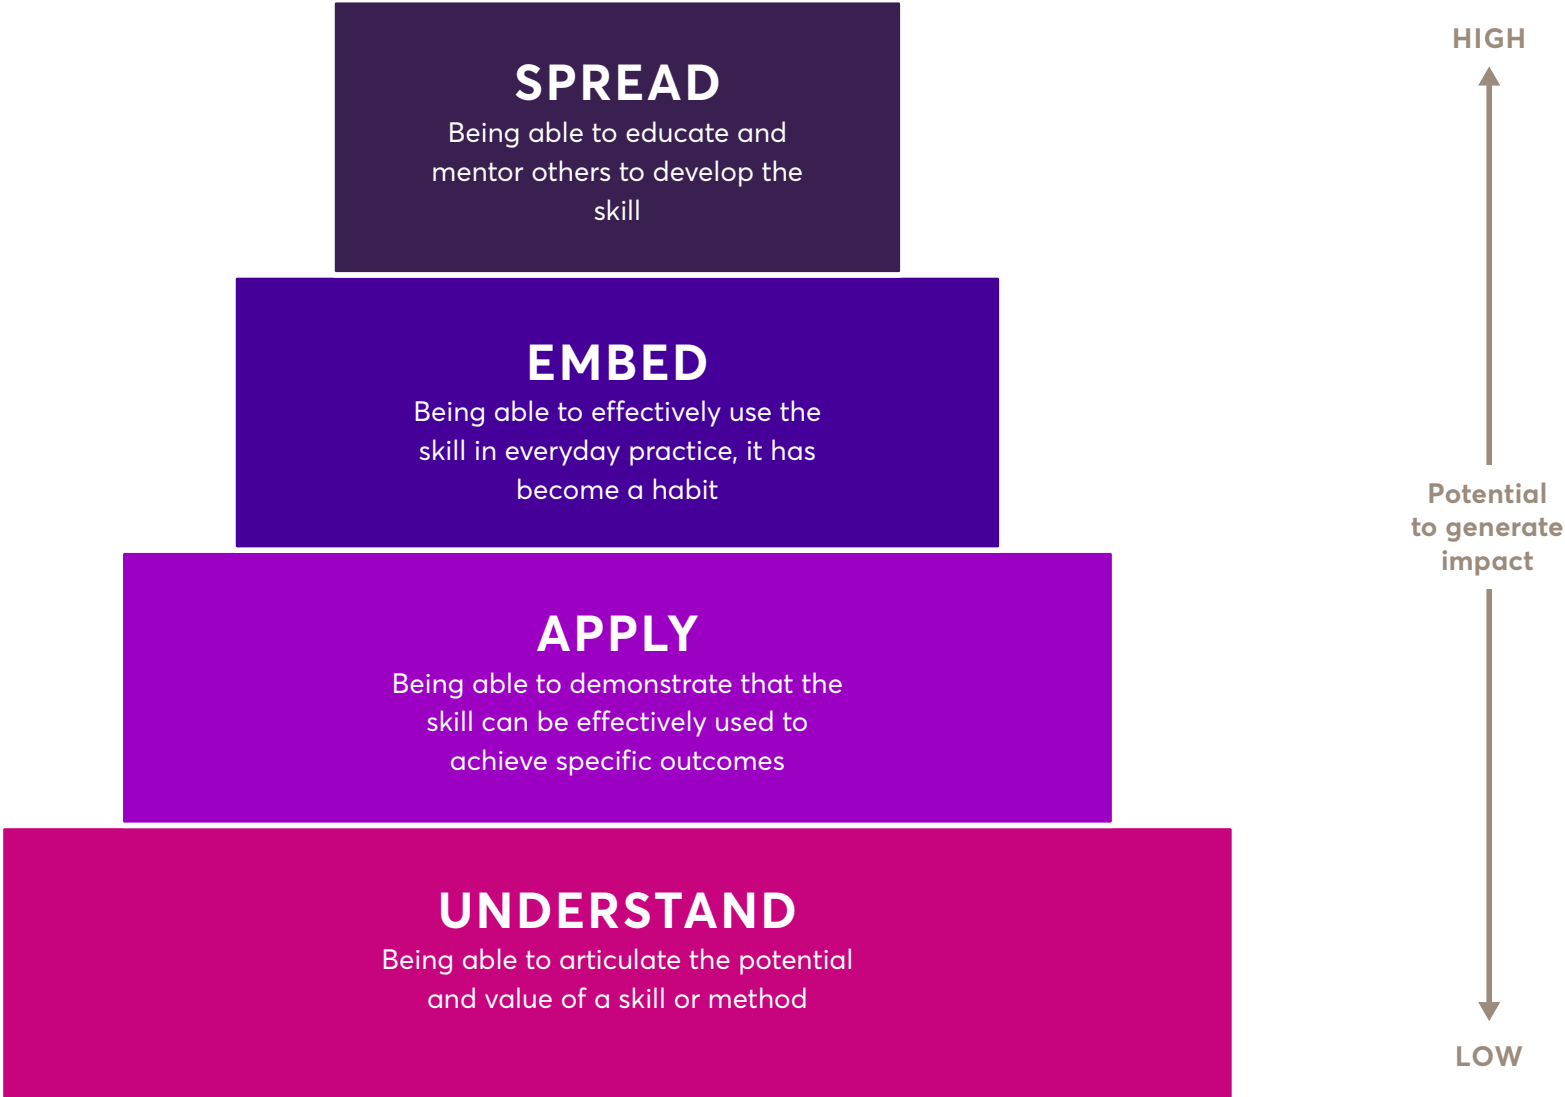 SPREAD
Being able to educate and
mentor others to develop the
skill
EMBED
Being able to effectively use the
skill in everyday practice, it has
become a habit
APPLY
Being able to demonstrate that the
skill can be effectively used to
achieve specific outcomes
UNDERSTAND
Being able to articulate the potential
and value of a skill or method
HIGH
Potential
to generate
impact
LOW